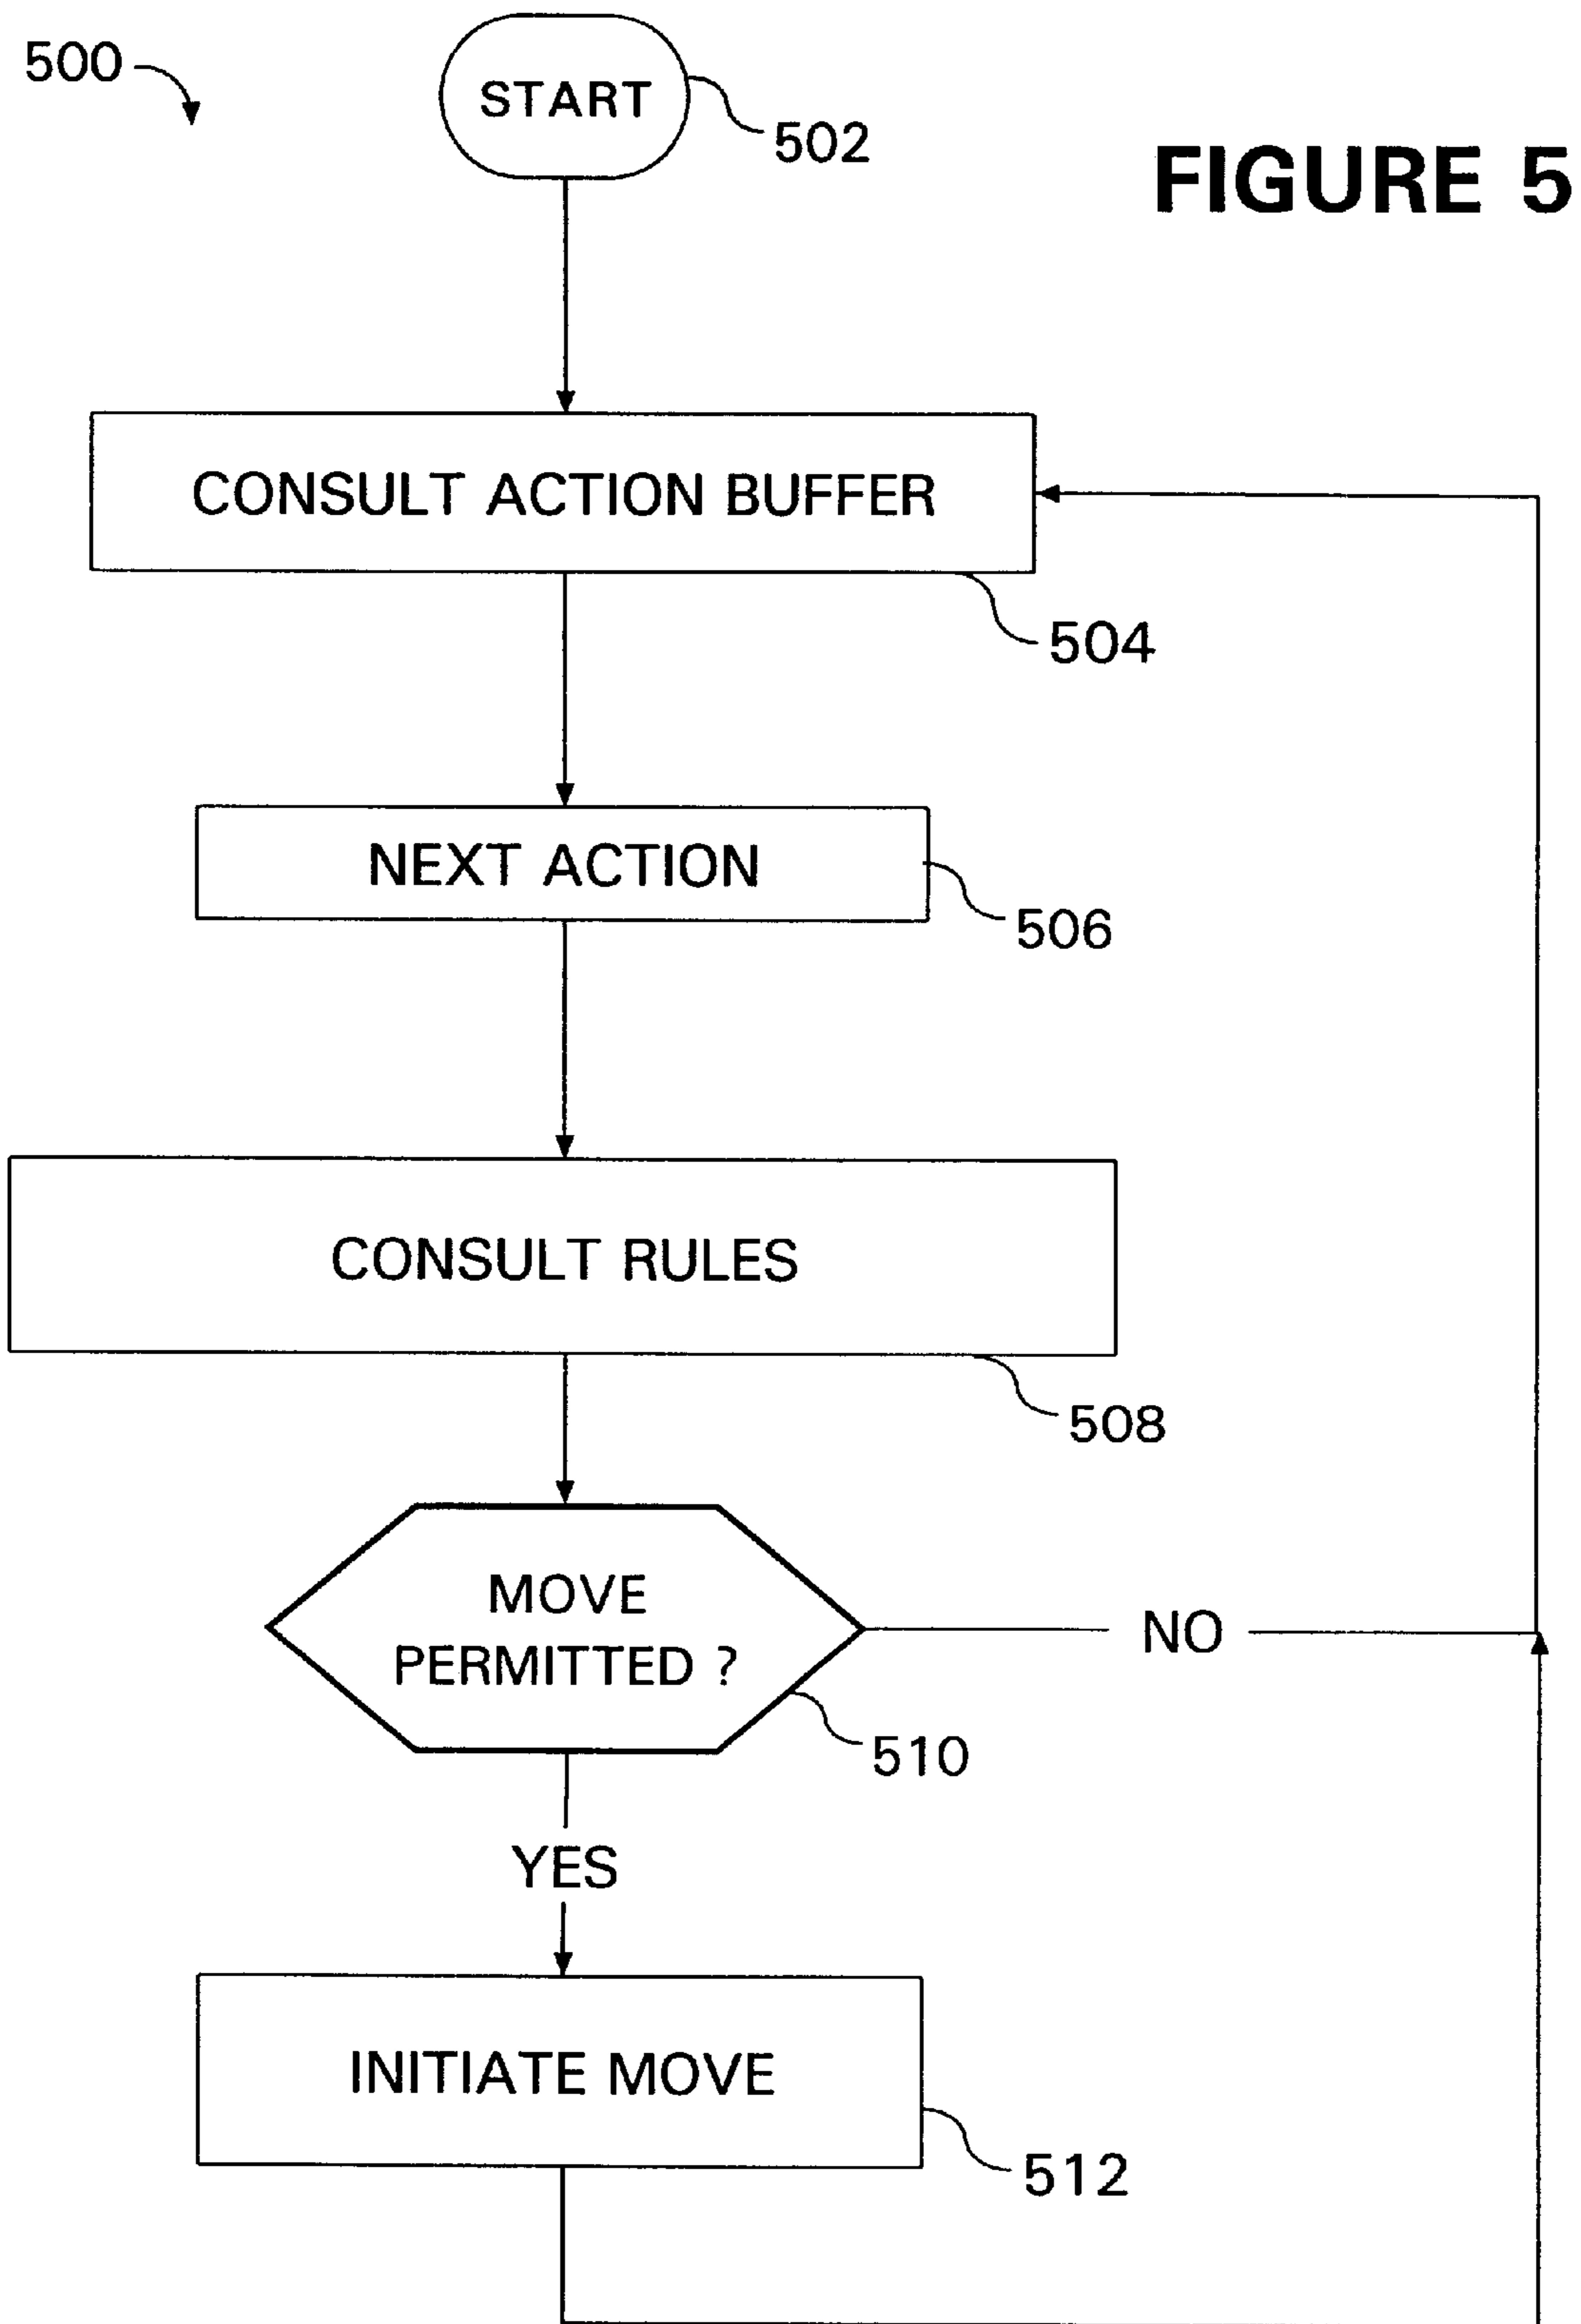 500
START
502
FIGURE 5
CONSULT ACTION BUFFER
504
NEXT ACTION
506
CONSULT RULES
508
MOVE
PERMITTED ?
NO
510
YES
INITIATE MOVE
512